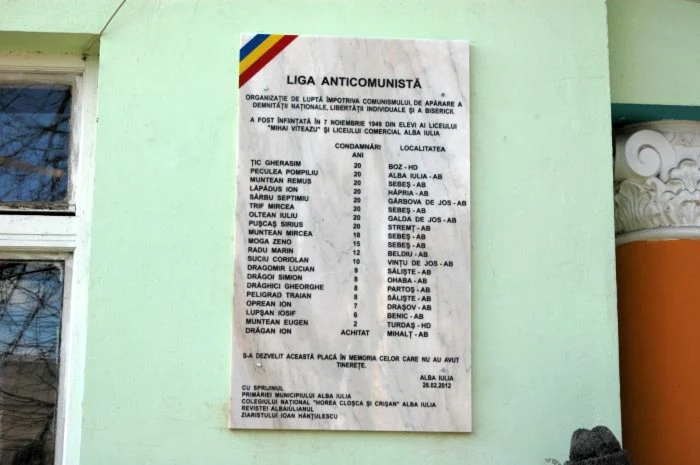 LIGA ANTICOMUNISTĂ
ORGANIZAȚIE DE LUPTĂ ÎMPOTRIVA COMUNISMULUI, DE APĂRARE A
DEMNITĂȚII NAȚIONALE, LIBERTĂȚII INDIVIDUALE ȘI A BISERICII.
A FOST ÎNFIINȚATĂ ÎN 7 NOIEMBRIE 1949 DIN ELEVI AI LICEULUI
"MIHAI VITEAZU" ȘI LICEULUI COMERCIAL ALBA IULIA
CONDAMNĂRI LOCALITATEA
ANI
ȚIC GHERASIM 20 BOZ - HD
PECULEA POMPILIU 20 ALBA IULIA - AB
MUNTEAN REMUS 20 SEBEȘ - AB
LĂPĂDUS ION 20 HĂPRIA - AB
SÂRBU SEPTIMIU 20 GÂRBOVA DE JOS - AB
TRIF MIRCEA 20 SEBEȘ - AB
OLTEAN IULIU 20 GALDA DE JOS - AB
PUȘCAȘ SIRIUS 20 STREMȚ - AB
MUNTEAN MIRCEA 16 SEBEȘ - AB
MOGA ZENO 15 SEBEȘ - AB
RADU MARIN 12 BELDIU - AB
SUCIU CORIOLAN 10 VINȚU DE JOS - AB
DRAGOMIR LUCIAN 9 SĂLIȘTE - AB
DRĂGOI SIMION 8 OHABA - AB
DRĂGHICI GHEORGHE 8 PARTOȘ - AB
PELIGRAD TRAIAN 8 SĂLIȘTE - AB
OPREAN ION 7 DRAȘOV - AB
LUPȘAN IOSIF 6 BENIC - AB
MUNTEAN EUGEN 2 TURDAȘ - HD
DRĂGAN ION ACHITAT MIHALȚ - AB
S-A DEZVELIT ACEASTĂ PLACĂ ÎN MEMORIA CELOR CARE NU AU AVUT
TINEREȚE.
ALBA IULIA
28.02.2012
CU SPRIJINUL
PRIMĂRIEI MUNICIPIULUI ALBA IULIA
COLEGIULUI NAȚIONAL "HOREA CLOȘCA ȘI CRIȘAN" ALBA IULIA
REVISTEI ALBAIULIANUL
ZIARISTULUI IOAN HĂNȚULESCU